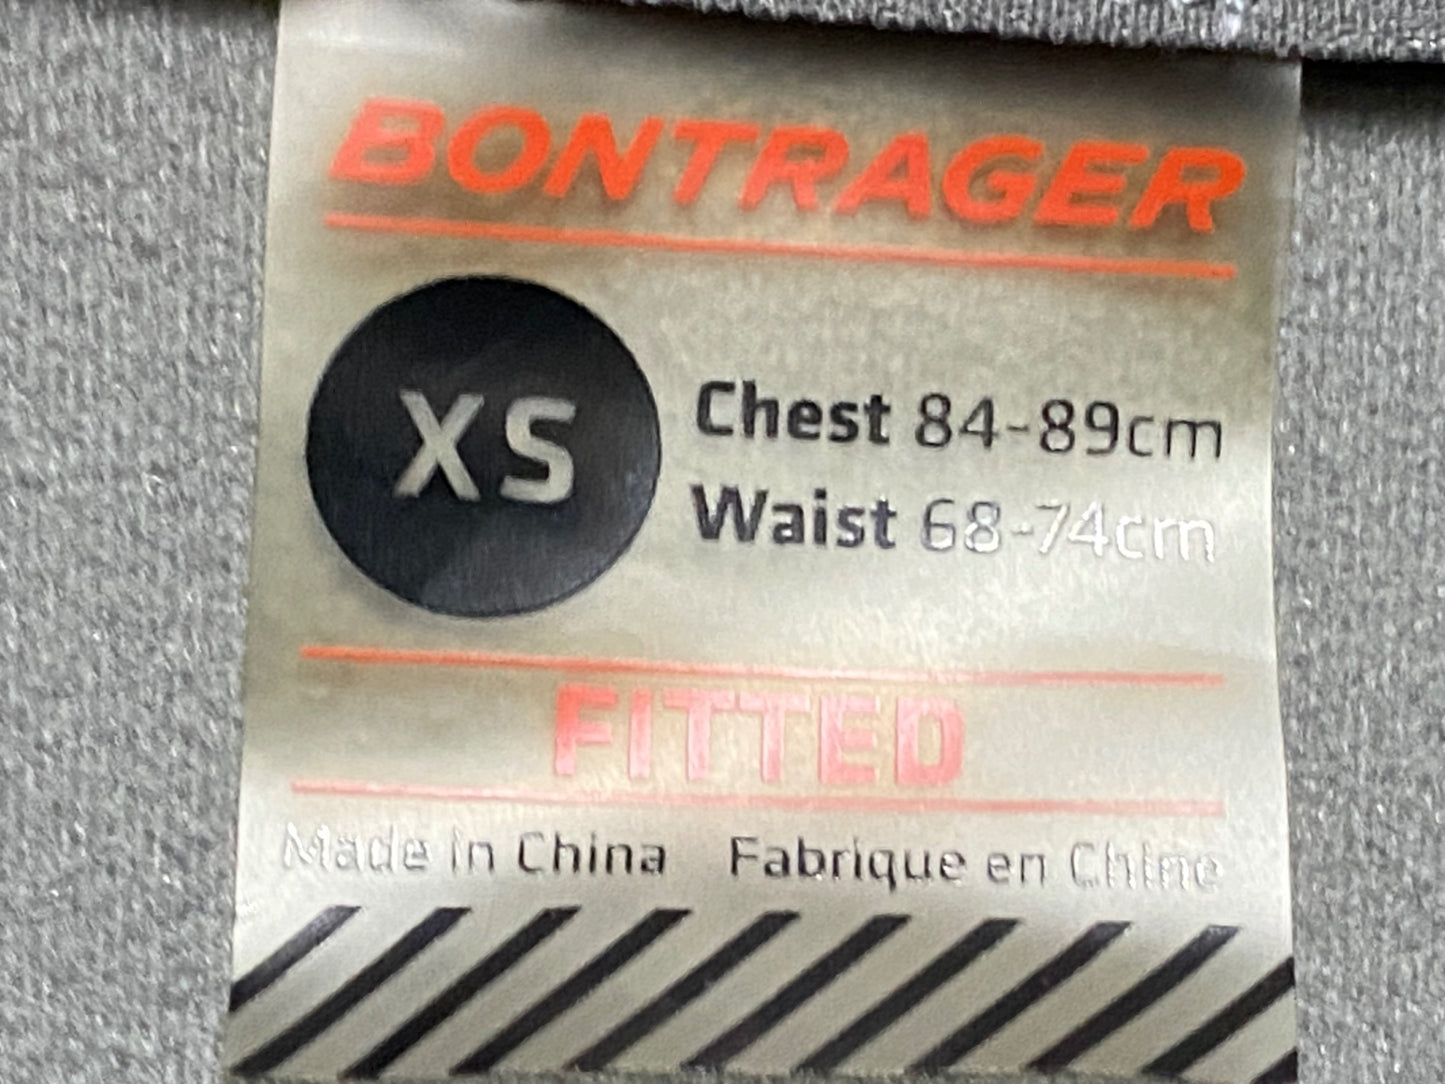 BONTRAGER
XS
Chest 84-89cm
Waist 68-74cm
FITTED
Made in China Fabrique en Chine